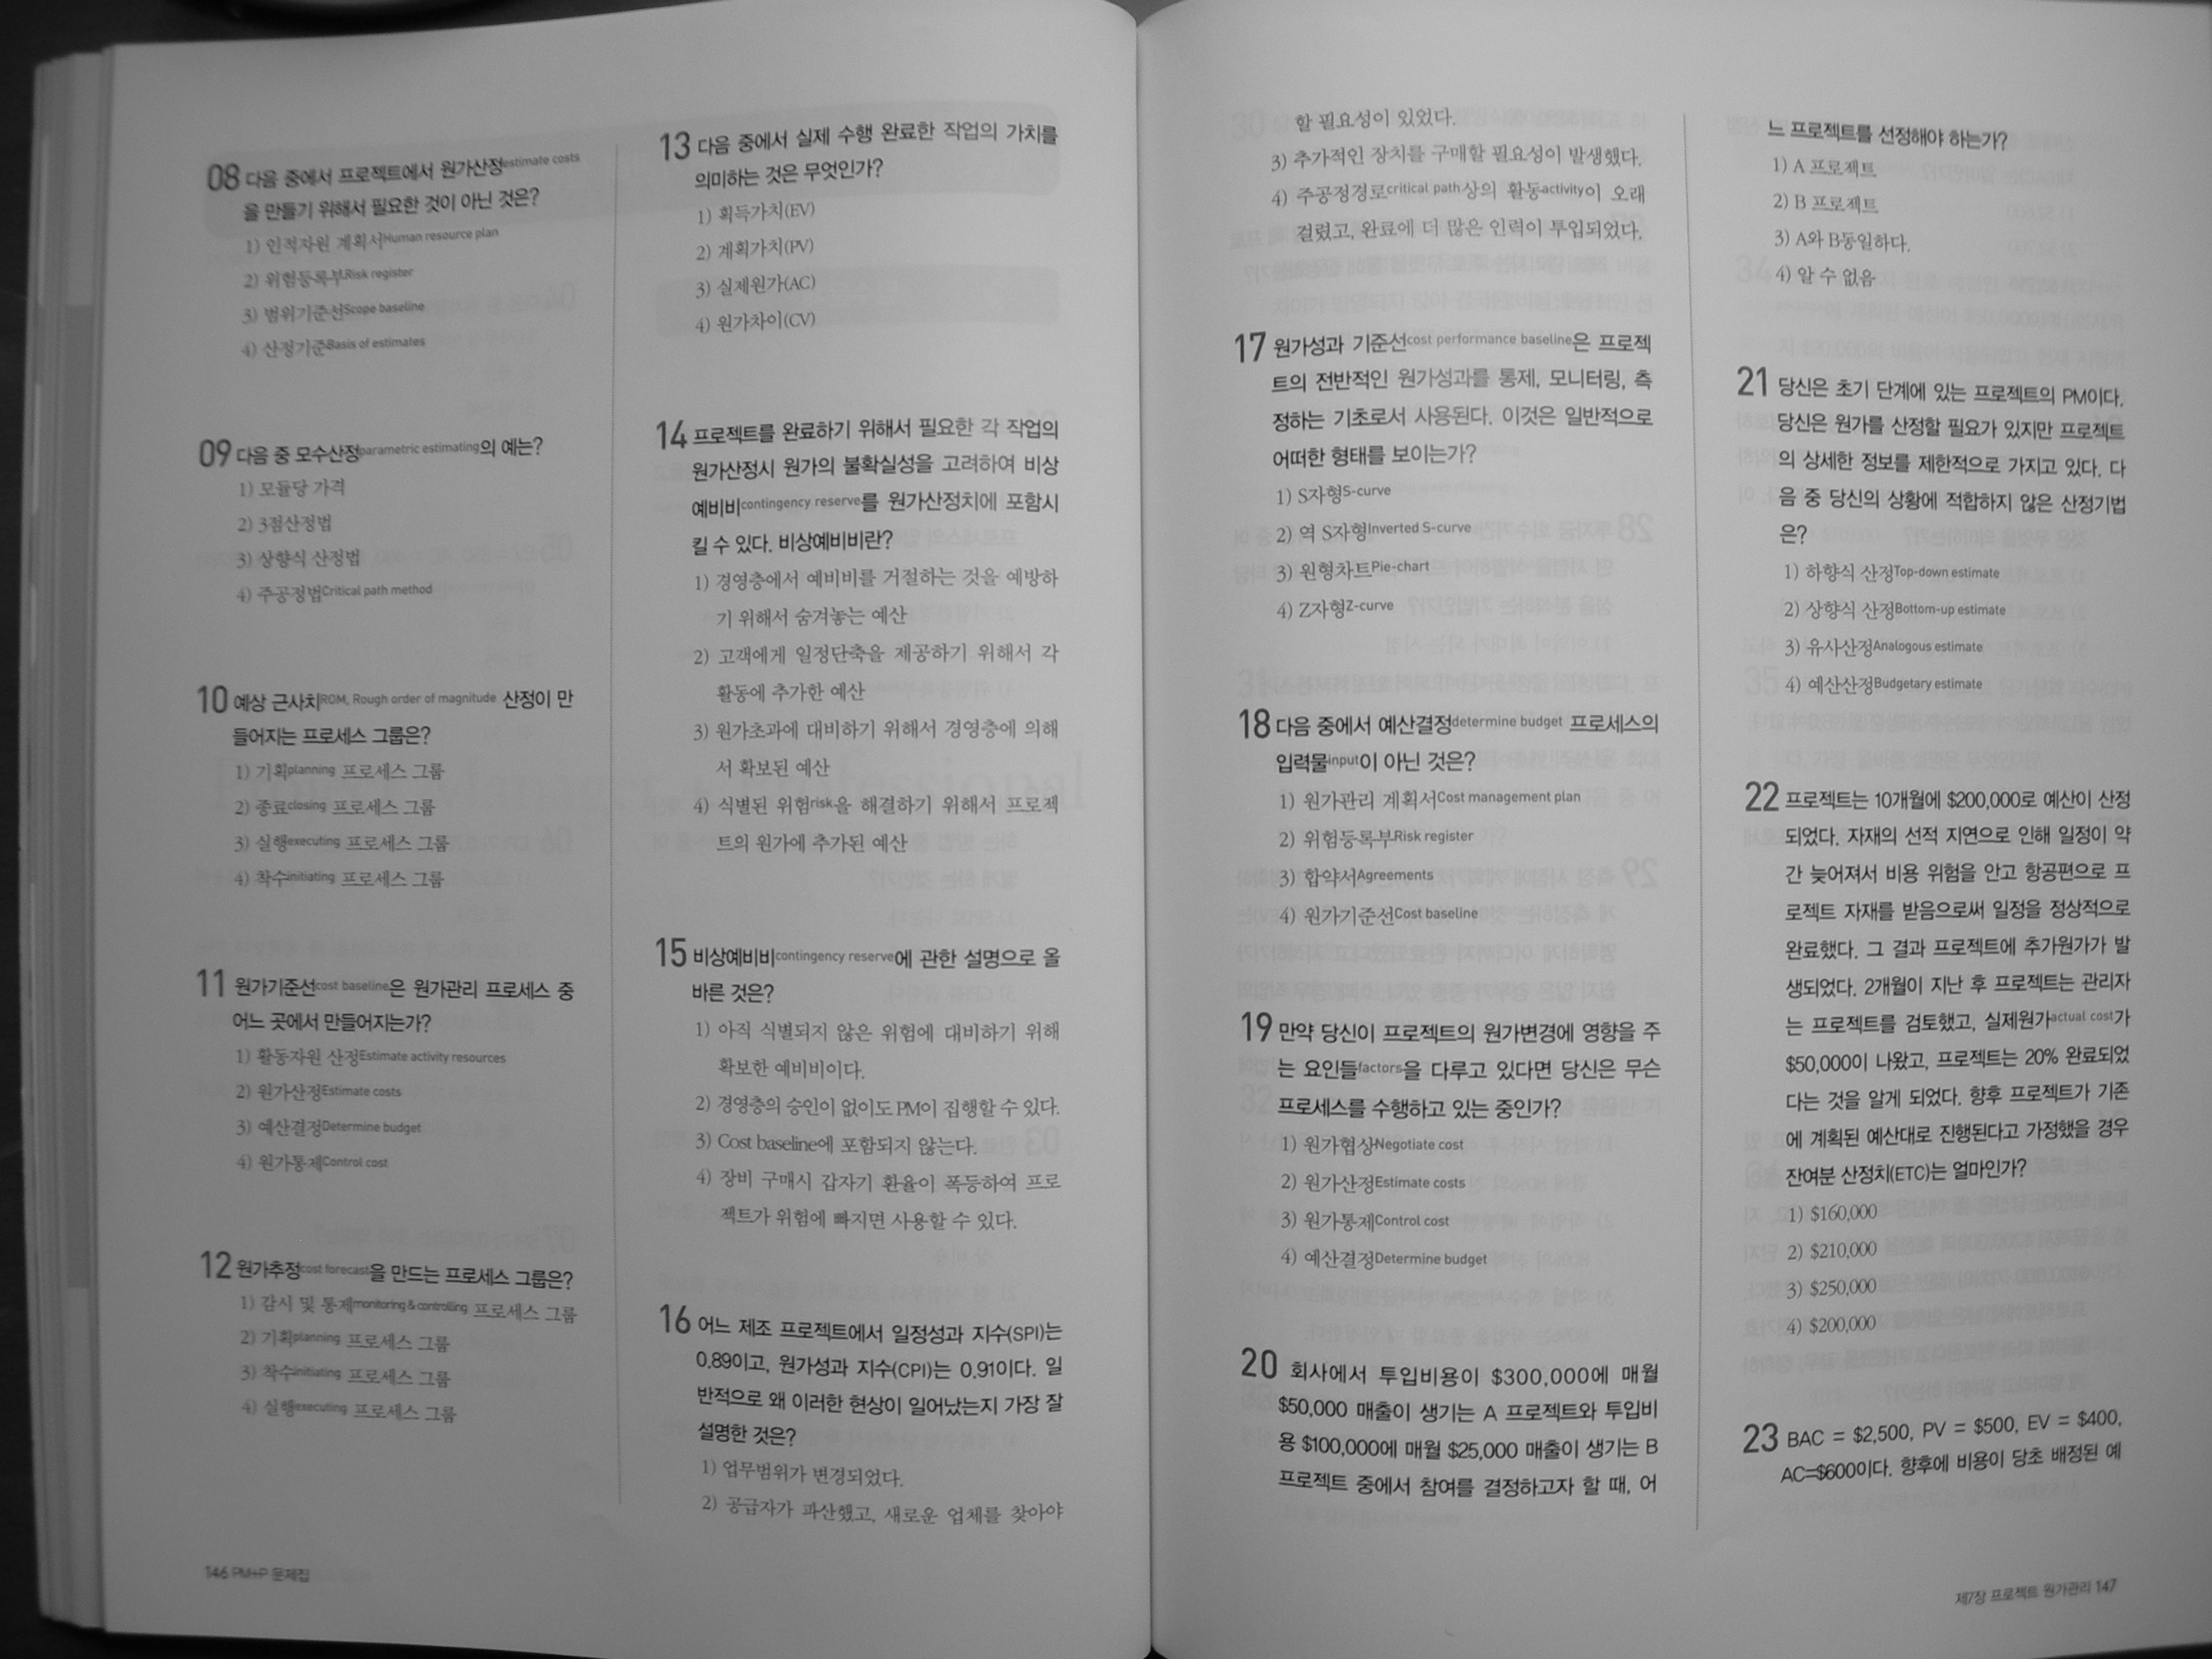 08 다음 중에서 프로젝트에서 원가산정estimate costs
을 만들기 위해서 필요한 것이 아닌 것은?
1) 인적자원 계획서Human resource plan
2) 위험등록부Risk register
3) 범위기준선Scope baseline
4) 산정기준Basis of estimates
09 다음 중 모수산정parametric estimating의 예는?
1) 모듈당 가격
2) 3점산정법
3) 상향식 산정법
4) 주공정법Critical path method
10 예상 근사치ROM, Rough order of magnitude 산정이 만
들어지는 프로세스 그룹은?
1) 기획planning 프로세스 그룹
2) 종료closing 프로세스 그룹
3) 실행executing 프로세스 그룹
4) 착수initiating 프로세스 그룹
11 원가기준선cost baseline은 원가관리 프로세스 중
어느 곳에서 만들어지는가?
1) 활동자원 산정Estimate activity resources
2) 원가산정Estimate costs
3) 예산결정Determine budget
4) 원가통제Control cost
12 원가추정cost forecast을 만드는 프로세스 그룹은?
1) 감시 및 통제monitoring & controlling 프로세스 그룹
2) 기획planning 프로세스 그룹
3) 착수initiating 프로세스 그룹
4) 실행executing 프로세스 그룹
146 PM+P 문제집
13 다음 중에서 실제 수행 완료한 작업의 가치를
의미하는 것은 무엇인가?
1) 획득가치(EV)
2) 계획가치(PV)
3) 실제원가(AC)
4) 원가차이(CV)
14 프로젝트를 완료하기 위해서 필요한 각 작업의
원가산정시 원가의 불확실성을 고려하여 비상
예비비contingency reserve를 원가산정치에 포함시
킬 수 있다. 비상예비비란?
1) 경영층에서 예비비를 거절하는 것을 예방하
기 위해서 숨겨놓는 예산
2) 고객에게 일정단축을 제공하기 위해서 각
활동에 추가한 예산
3) 원가초과에 대비하기 위해서 경영층에 의해
서 확보된 예산
4) 식별된 위험risk을 해결하기 위해서 프로젝
트의 원가에 추가된 예산
15 비상예비비contingency reserve에 관한 설명으로 올
바른 것은?
1) 아직 식별되지 않은 위험에 대비하기 위해
확보한 예비비이다.
2) 경영층의 승인이 없이도 PM이 집행할 수 있다.
3) Cost baseline에 포함되지 않는다.
4) 장비 구매시 갑자기 환율이 폭등하여 프로
젝트가 위험에 빠지면 사용할 수 있다.
16 어느 제조 프로젝트에서 일정성과 지수(SPI)는
0.89이고, 원가성과 지수(CPI)는 0.91이다. 일
반적으로 왜 이러한 현상이 일어났는지 가장 잘
설명한 것은?
1) 업무범위가 변경되었다.
2) 공급자가 파산했고, 새로운 업체를 찾아야
할 필요성이 있었다.
3) 추가적인 장치를 구매할 필요성이 발생했다.
4) 주공정경로critical path상의 활동activity이 오래
걸렸고, 완료에 더 많은 인력이 투입되었다.
17 원가성과 기준선cost performance baseline은 프로젝
트의 전반적인 원가성과를 통제, 모니터링, 측
정하는 기초로서 사용된다. 이것은 일반적으로
어떠한 형태를 보이는가?
1) S자형S-curve
2) 역 S자형Inverted S-curve
3) 원형차트Pie-chart
4) Z자형Z-curve
18 다음 중에서 예산결정determine budget 프로세스의
입력물input이 아닌 것은?
1) 원가관리 계획서Cost management plan
2) 위험등록부Risk register
3) 합약서Agreements
4) 원가기준선Cost baseline
19 만약 당신이 프로젝트의 원가변경에 영향을 주
는 요인들factors을 다루고 있다면 당신은 무슨
프로세스를 수행하고 있는 중인가?
1) 원가협상Negotiate cost
2) 원가산정Estimate costs
3) 원가통제Control cost
4) 예산결정Determine budget
20 회사에서 투입비용이 $300,000에 매월
$50,000 매출이 생기는 A 프로젝트와 투입비
용 $100,000에 매월 $25,000 매출이 생기는 B
프로젝트 중에서 참여를 결정하고자 할 때, 어
느 프로젝트를 선정해야 하는가?
1) A 프로젝트
2) B 프로젝트
3) A와 B동일하다.
4) 알 수 없음
21 당신은 초기 단계에 있는 프로젝트의 PM이다.
당신은 원가를 산정할 필요가 있지만 프로젝트
의 상세한 정보를 제한적으로 가지고 있다. 다
음 중 당신의 상황에 적합하지 않은 산정기법
은?
1) 하향식 산정Top-down estimate
2) 상향식 산정Bottom-up estimate
3) 유사산정Analogous estimate
4) 예산산정Budgetary estimate
22 프로젝트는 10개월에 $200,000로 예산이 산정
되었다. 자재의 선적 지연으로 인해 일정이 약
간 늦어져서 비용 위험을 안고 항공편으로 프
로젝트 자재를 받음으로써 일정을 정상적으로
완료했다. 그 결과 프로젝트에 추가원가가 발
생되었다. 2개월이 지난 후 프로젝트는 관리자
는 프로젝트를 검토했고, 실제원가actual cost가
$50,000이 나왔고, 프로젝트는 20% 완료되었
다는 것을 알게 되었다. 향후 프로젝트가 기존
에 계획된 예산대로 진행된다고 가정했을 경우
잔여분 산정치(ETC)는 얼마인가?
1) $160,000
2) $210,000
3) $250,000
4) $200,000
23 BAC = $2,500, PV = $500, EV = $400,
AC=$600이다. 향후에 비용이 당초 배정된 예
제7장 프로젝트 원가관리 147